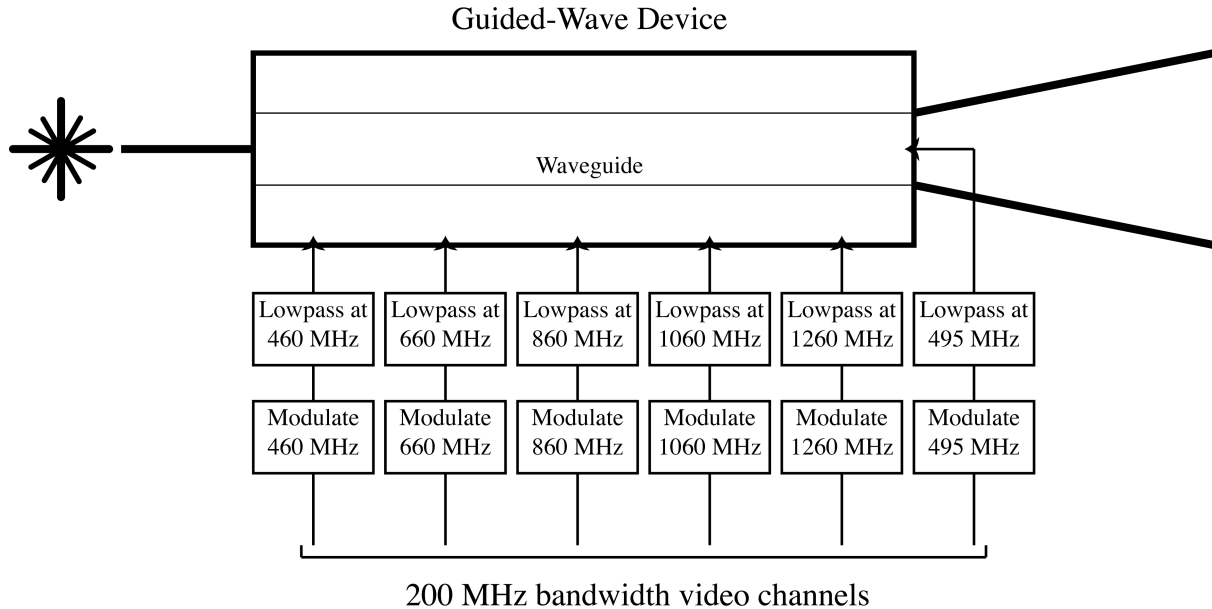 Guided-Wave Device
Waveguide
Lowpass at
460 MHz
Lowpass at
660 MHz
Lowpass at
860 MHz
Lowpass at
1060 MHz
Lowpass at
1260 MHz
Lowpass at
495 MHz
Modulate
460 MHz
Modulate
660 MHz
Modulate
860 MHz
Modulate
1060 MHz
Modulate
1260 MHz
Modulate
495 MHz
200 MHz bandwidth video channels